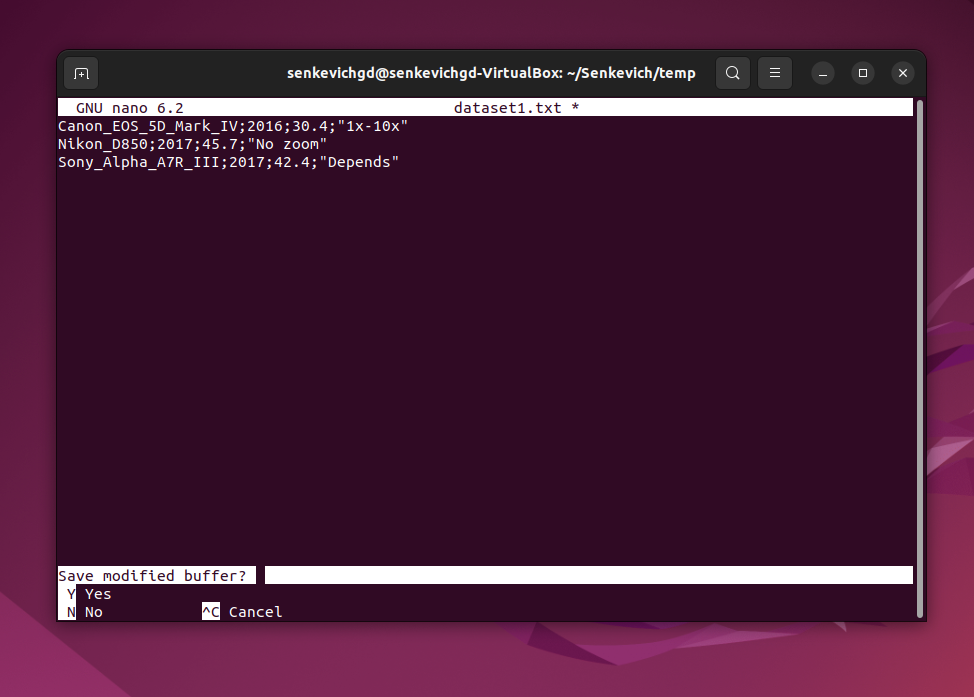 senkevichgd@senkevichgd-VirtualBox: ~/Senkevich/temp
GNU nano 6.2 dataset1.txt *
Canon_EOS_5D_Mark_IV;2016;30.4;"1x-10x"
Nikon_D850;2017;45.7;"No zoom"
Sony_Alpha_A7R_III;2017;42.4;"Depends"
Save modified buffer?
Y Yes
N No ^C Cancel